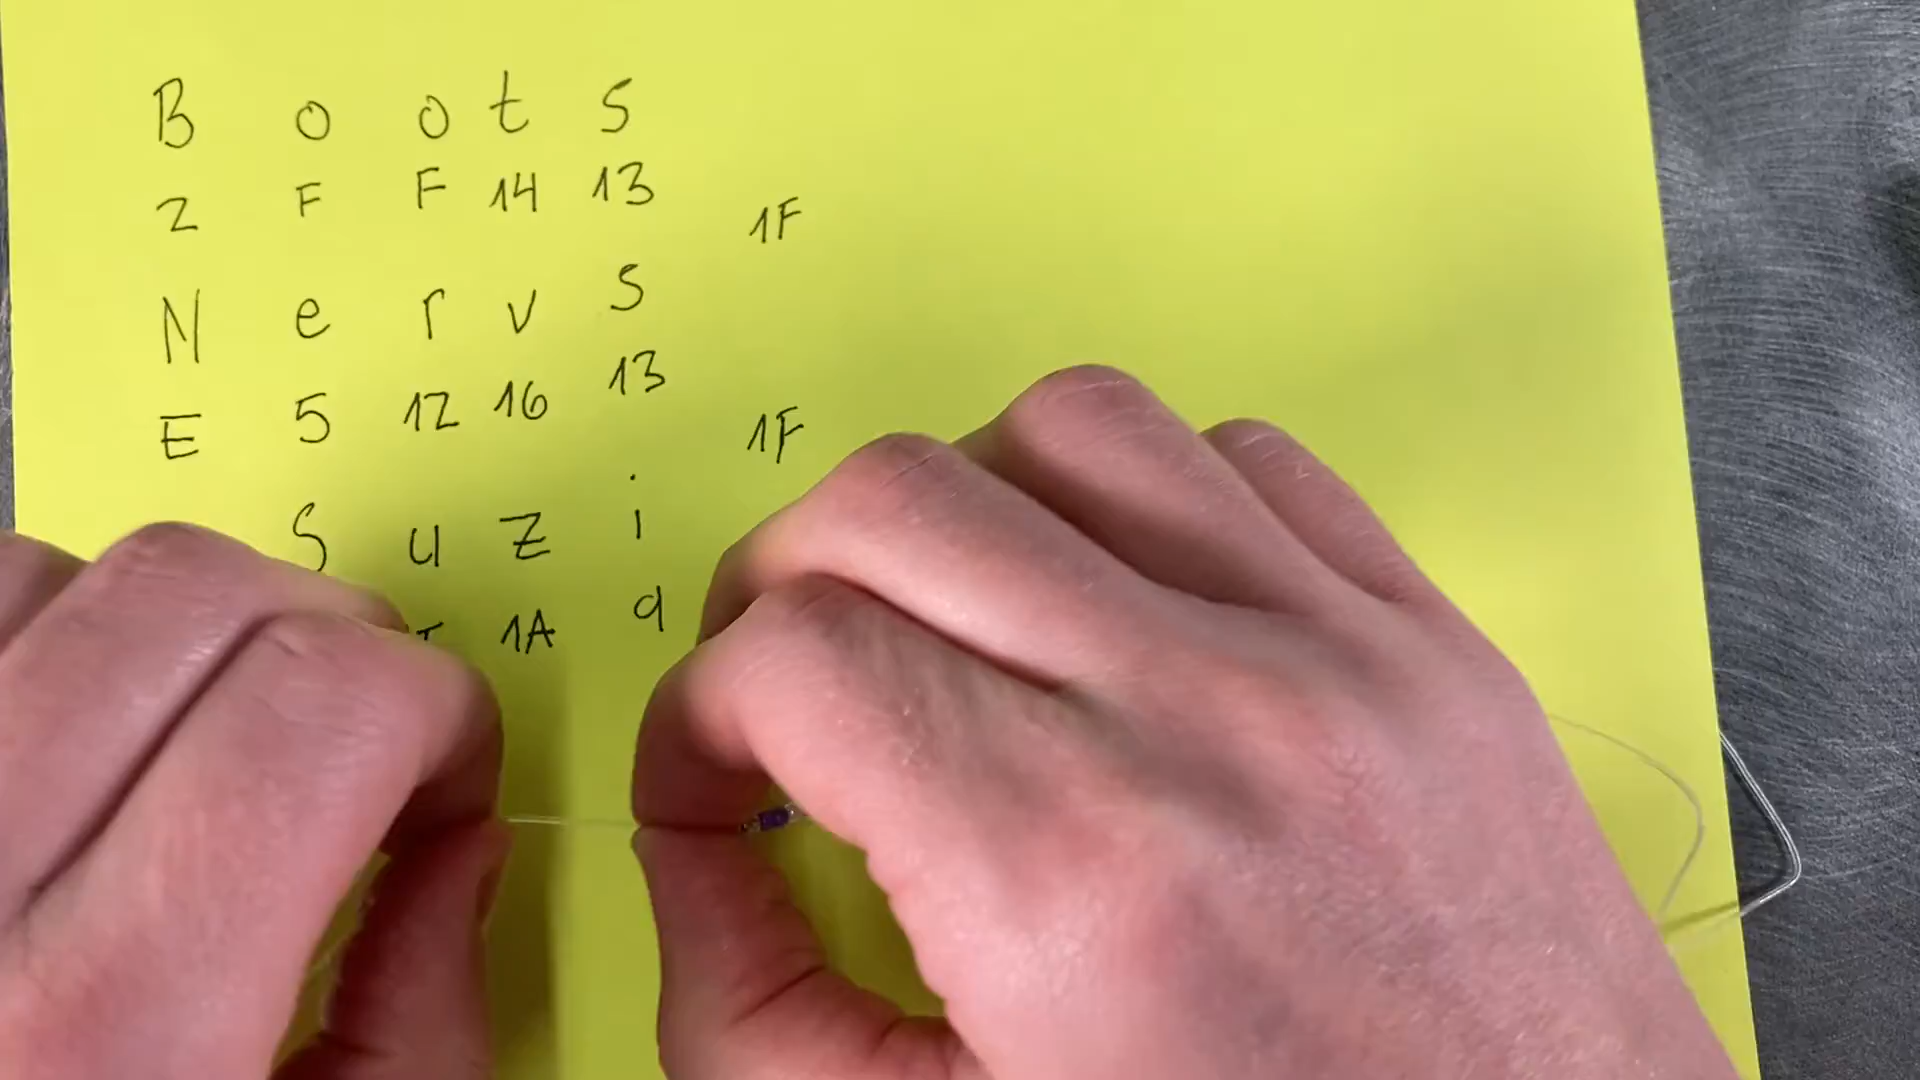 B o o t s
2 F F 14 13 1F
N e r v s
E 5 12 16 13 1F
S u z i
1A 9